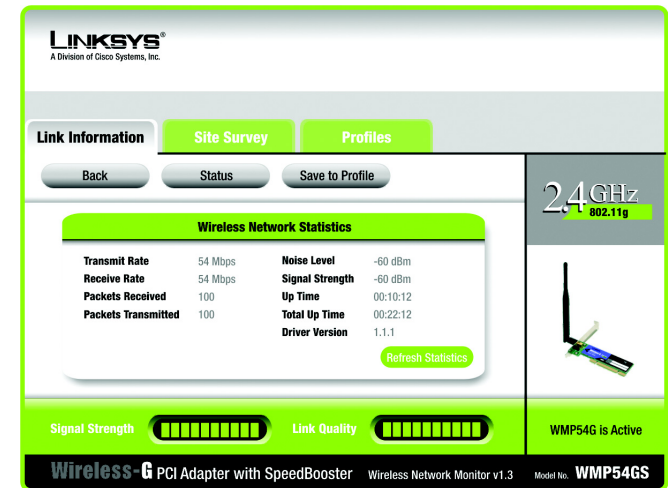 LINKSYS®
A Division of Cisco Systems, Inc.
Link Information
Site Survey
Profiles
Back
Status
Save to Profile
2.4GHz
802.11g
Wireless Network Statistics
Transmit Rate 54 Mbps Noise Level -60 dBm
Receive Rate 54 Mbps Signal Strength -60 dBm
Packets Received 100 Up Time 00:10:12
Packets Transmitted 100 Total Up Time 00:22:12
Driver Version 1.1.1
Refresh Statistics
Signal Strength
Link Quality
WMP54G is Active
Wireless-G PCI Adapter with SpeedBooster Wireless Network Monitor v1.3 Model No. WMP54GS